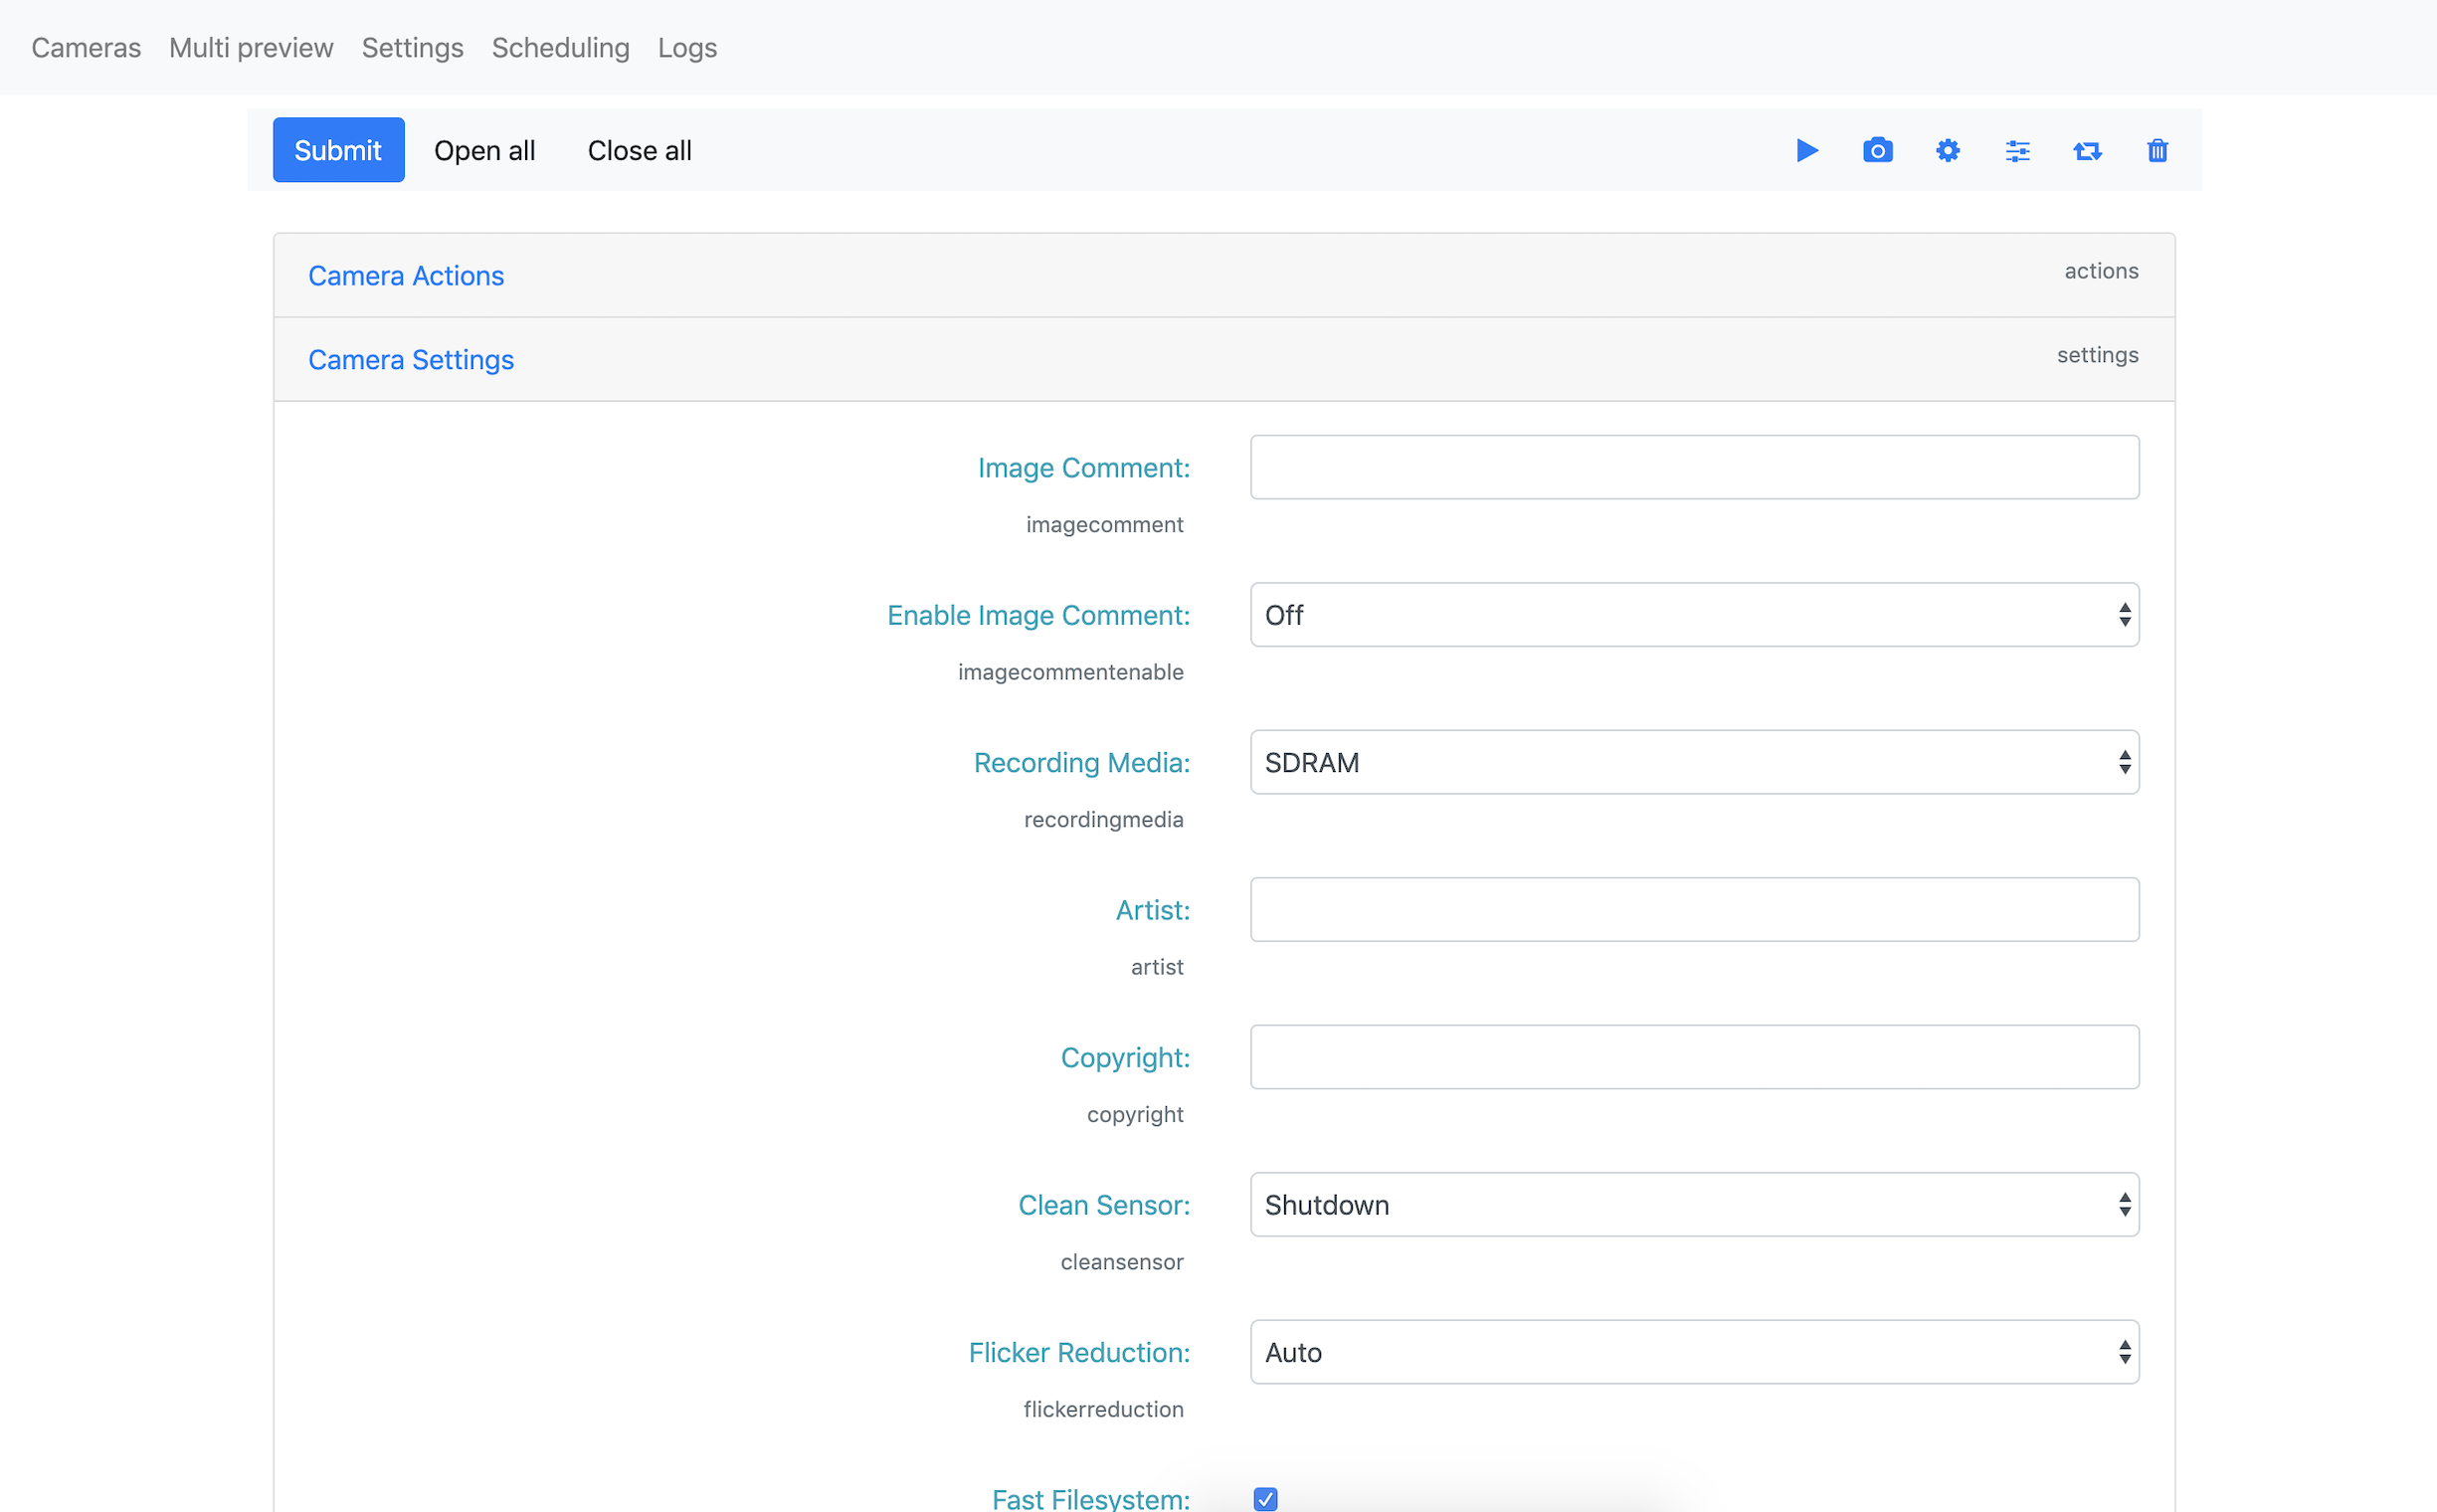 Cameras Multi preview Settings Scheduling Logs
Submit Open all Close all
Camera Actions actions
Camera Settings settings
Image Comment:
imagecomment
Enable Image Comment: Off
imagecommentenable
Recording Media: SDRAM
recordingmedia
Artist:
artist
Copyright:
copyright
Clean Sensor: Shutdown
cleansensor
Flicker Reduction: Auto
flickerreduction
Fast Filesystem: